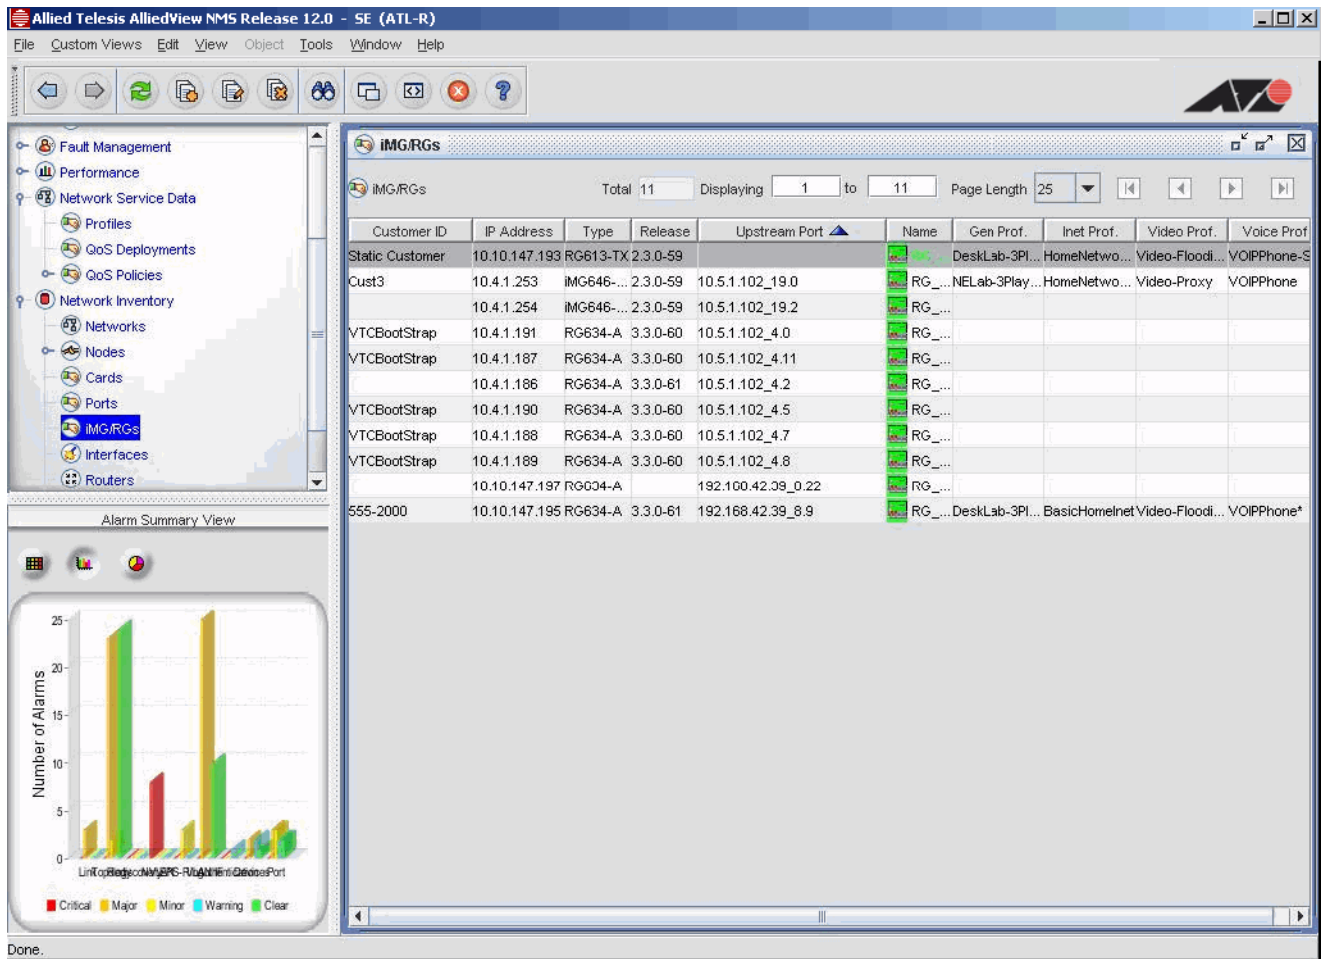 Allied Telesis AlliedView NMS Release 12.0 - SE (ATL-R)
File Custom Views Edit View Object Tools Window Help
Fault Management
Performance
Network Service Data
Profiles
QoS Deployments
QoS Policies
Network Inventory
Networks
Nodes
Cards
Ports
iMG/RGs
Interfaces
Routers
iMG/RGs
iMG/RGs Total 11 Displaying 1 to 11 Page Length 25
Customer ID IP Address Type Release Upstream Port Name Gen Prof. Inet Prof. Video Prof. Voice Prof
Static Customer 10.10.147.193 RG613-TX 2.3.0-59 DeskLab-3Pl... HomeNetwo... Video-Floodi... VOIPPhone-S
Cust3 10.4.1.253 iMG646-... 2.3.0-59 10.5.1.102_19.0 RG_... NELab-3Play... HomeNetwo... Video-Proxy VOIPPhone
10.4.1.254 iMG646-... 2.3.0-59 10.5.1.102_19.2 RG_...
VTCBootStrap 10.4.1.191 RG634-A 3.3.0-60 10.5.1.102_4.0 RG_...
VTCBootStrap 10.4.1.187 RG634-A 3.3.0-60 10.5.1.102_4.11 RG_...
10.4.1.186 RG634-A 3.3.0-61 10.5.1.102_4.2 RG_...
VTCBootStrap 10.4.1.190 RG634-A 3.3.0-60 10.5.1.102_4.5 RG_...
VTCBootStrap 10.4.1.188 RG634-A 3.3.0-60 10.5.1.102_4.7 RG_...
VTCBootStrap 10.4.1.189 RG634-A 3.3.0-60 10.5.1.102_4.8 RG_...
10.10.147.197 RG634-A 192.168.42.39_0.22 RG_...
555-2000 10.10.147.195 RG634-A 3.3.0-61 192.168.42.39_8.9 RG_... DeskLab-3Pl... BasicHomeInet Video-Floodi... VOIPPhone*
Alarm Summary View
Number of Alarms
25
20
15
10
5
0
Port
Critical Major Minor Warning Clear
Done.